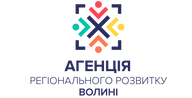 АГЕНЦІЯ
РЕГІОНАЛЬНОГО РОЗВИТКУ
ВОЛИНІ